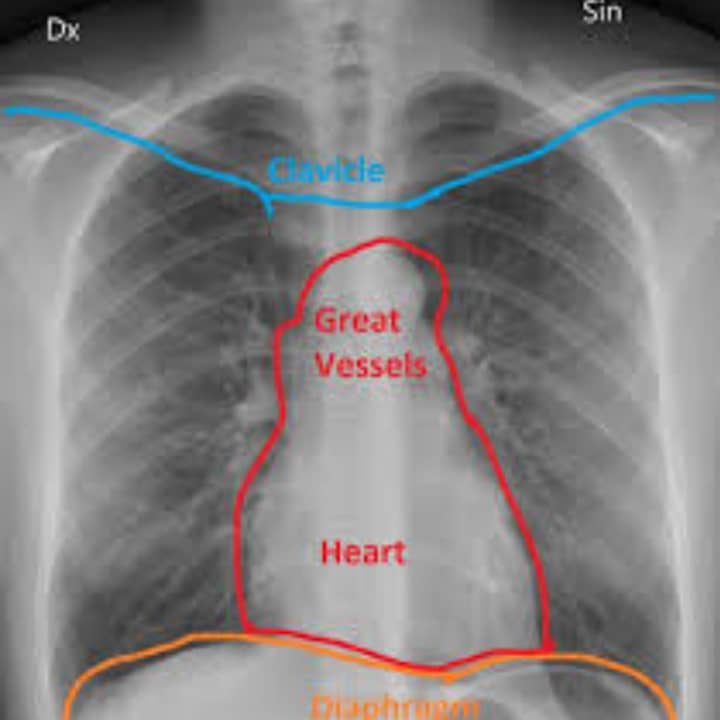 Dx
Sin
Clavicle
Great
Vessels
Heart
Diaphragm